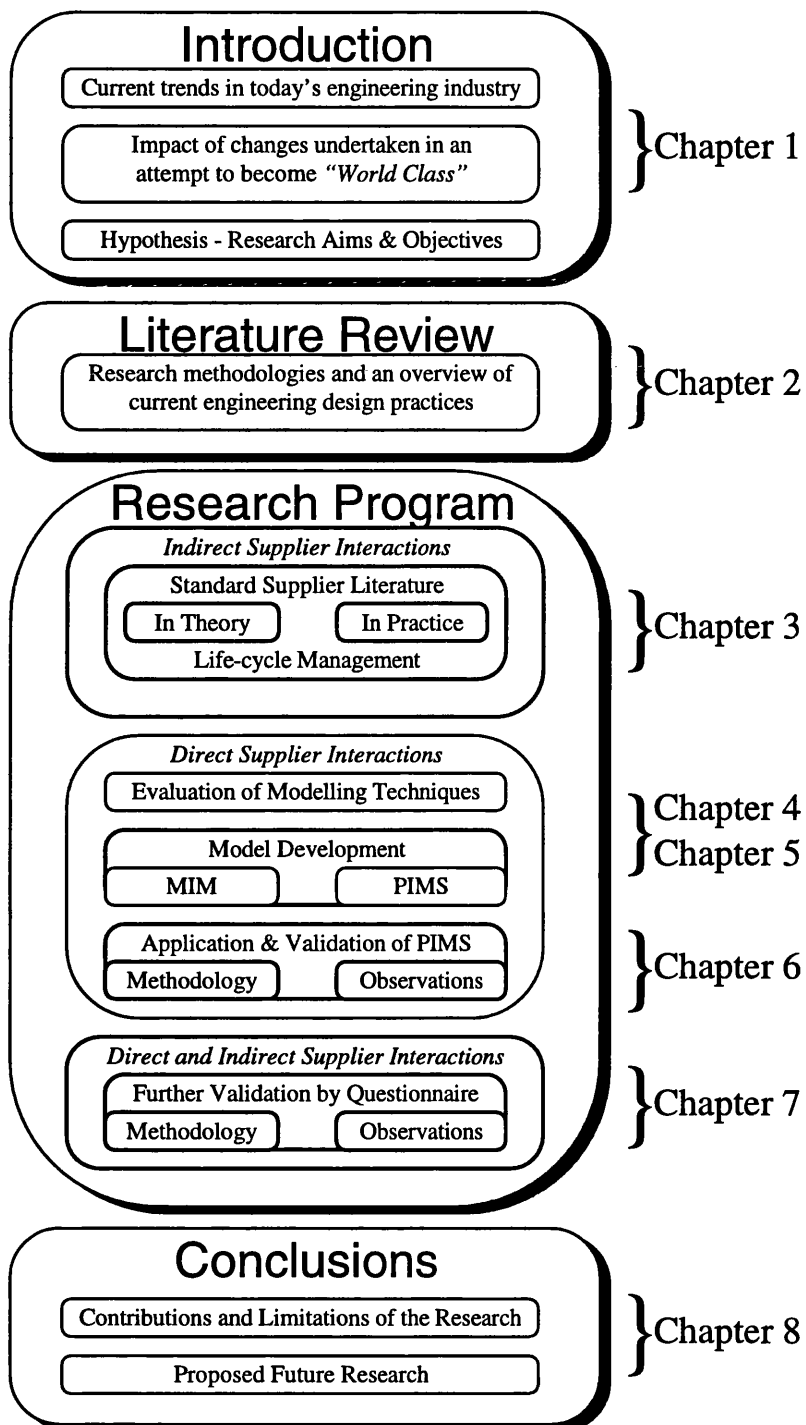 Introduction
Current trends in today's engineering industry
Impact of changes undertaken in an
attempt to become "World Class"
Hypothesis - Research Aims & Objectives
} Chapter 1
Literature Review
Research methodologies and an overview of
current engineering design practices
} Chapter 2
Research Program
Indirect Supplier Interactions
Standard Supplier Literature
In Theory
In Practice
Life-cycle Management
} Chapter 3
Direct Supplier Interactions
Evaluation of Modelling Techniques
Model Development
MIM
PIMS
} Chapter 4
Chapter 5
Application & Validation of PIMS
Methodology
Observations
} Chapter 6
Direct and Indirect Supplier Interactions
Further Validation by Questionnaire
Methodology
Observations
} Chapter 7
Conclusions
Contributions and Limitations of the Research
Proposed Future Research
} Chapter 8